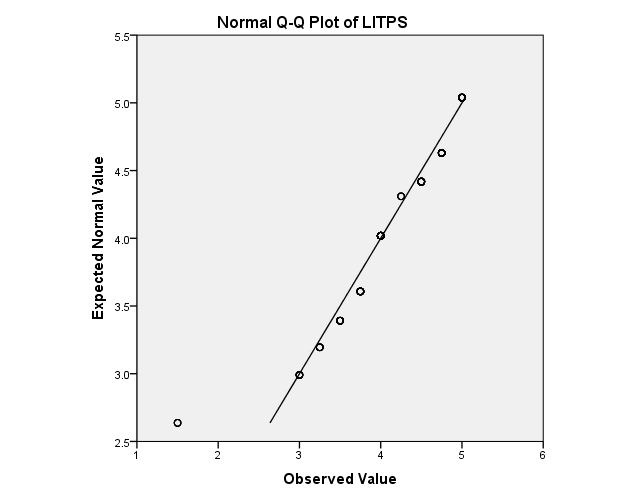 Normal Q-Q Plot of LITPS
5.5
5.0
4.5
4.0
3.5
3.0
2.5
1 2 3 4 5 6
Expected Normal Value
Observed Value